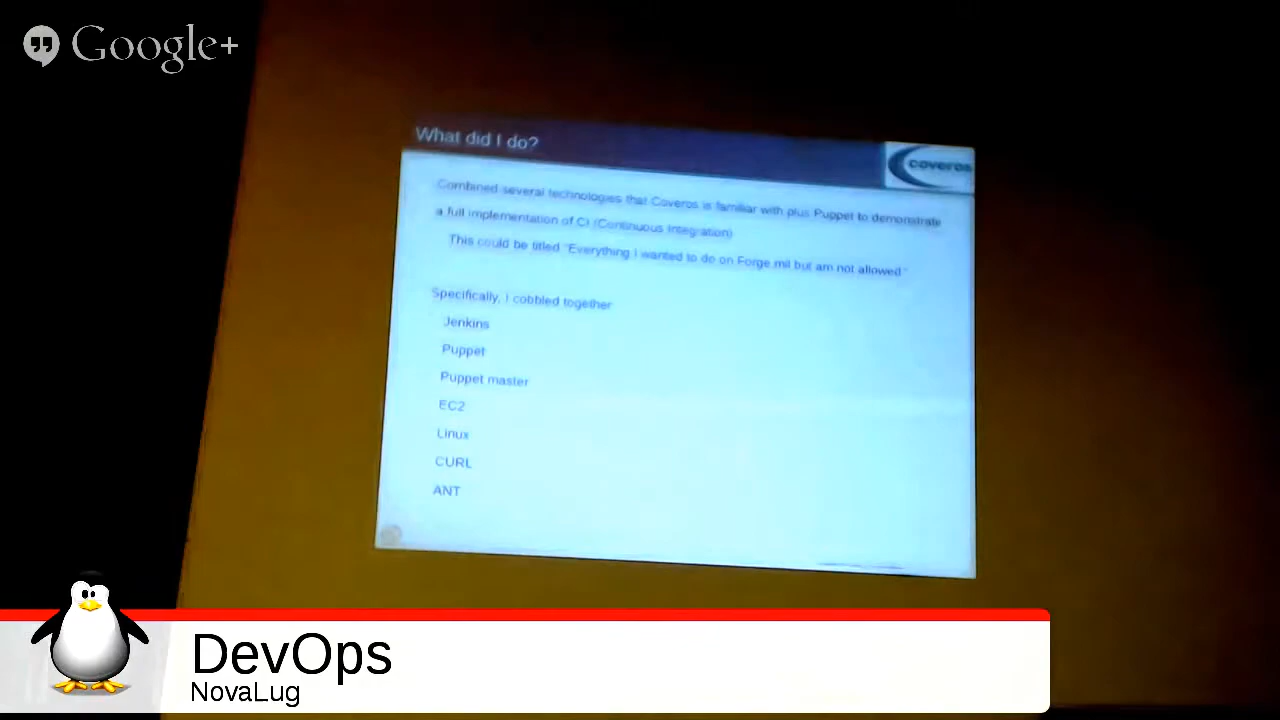 Google+
What did I do?
coveros
Combined several technologies that Coveros is familiar with plus Puppet to demonstrate
a full implementation of CI (Continuous Integration)
This could be titled "Everything I wanted to do on Forge.mil but am not allowed"
Specifically, I cobbled together
Jenkins
Puppet
Puppet master
EC2
Linux
CURL
ANT
DevOps
NovaLug